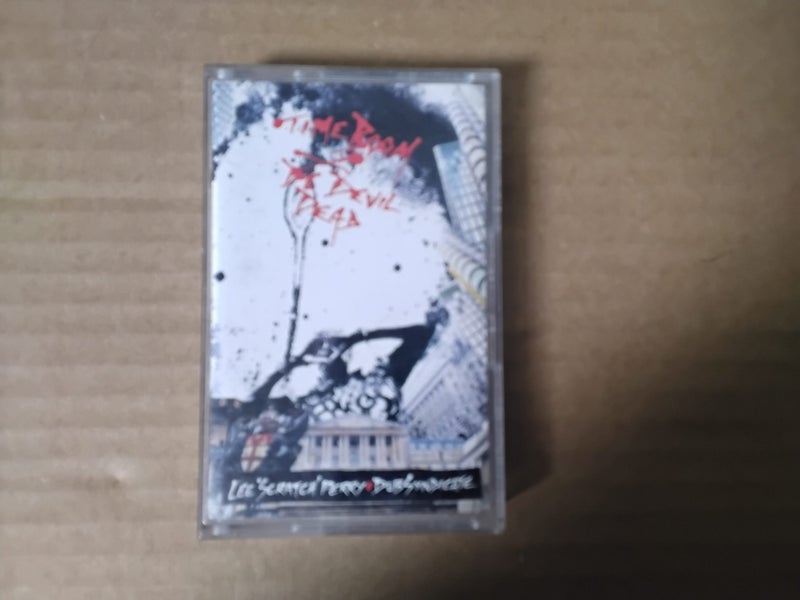 TIME BOOM
X
DE DEVIL
DEAD
LEE "SCRATCH" PERRY + DUB SYNDICATE